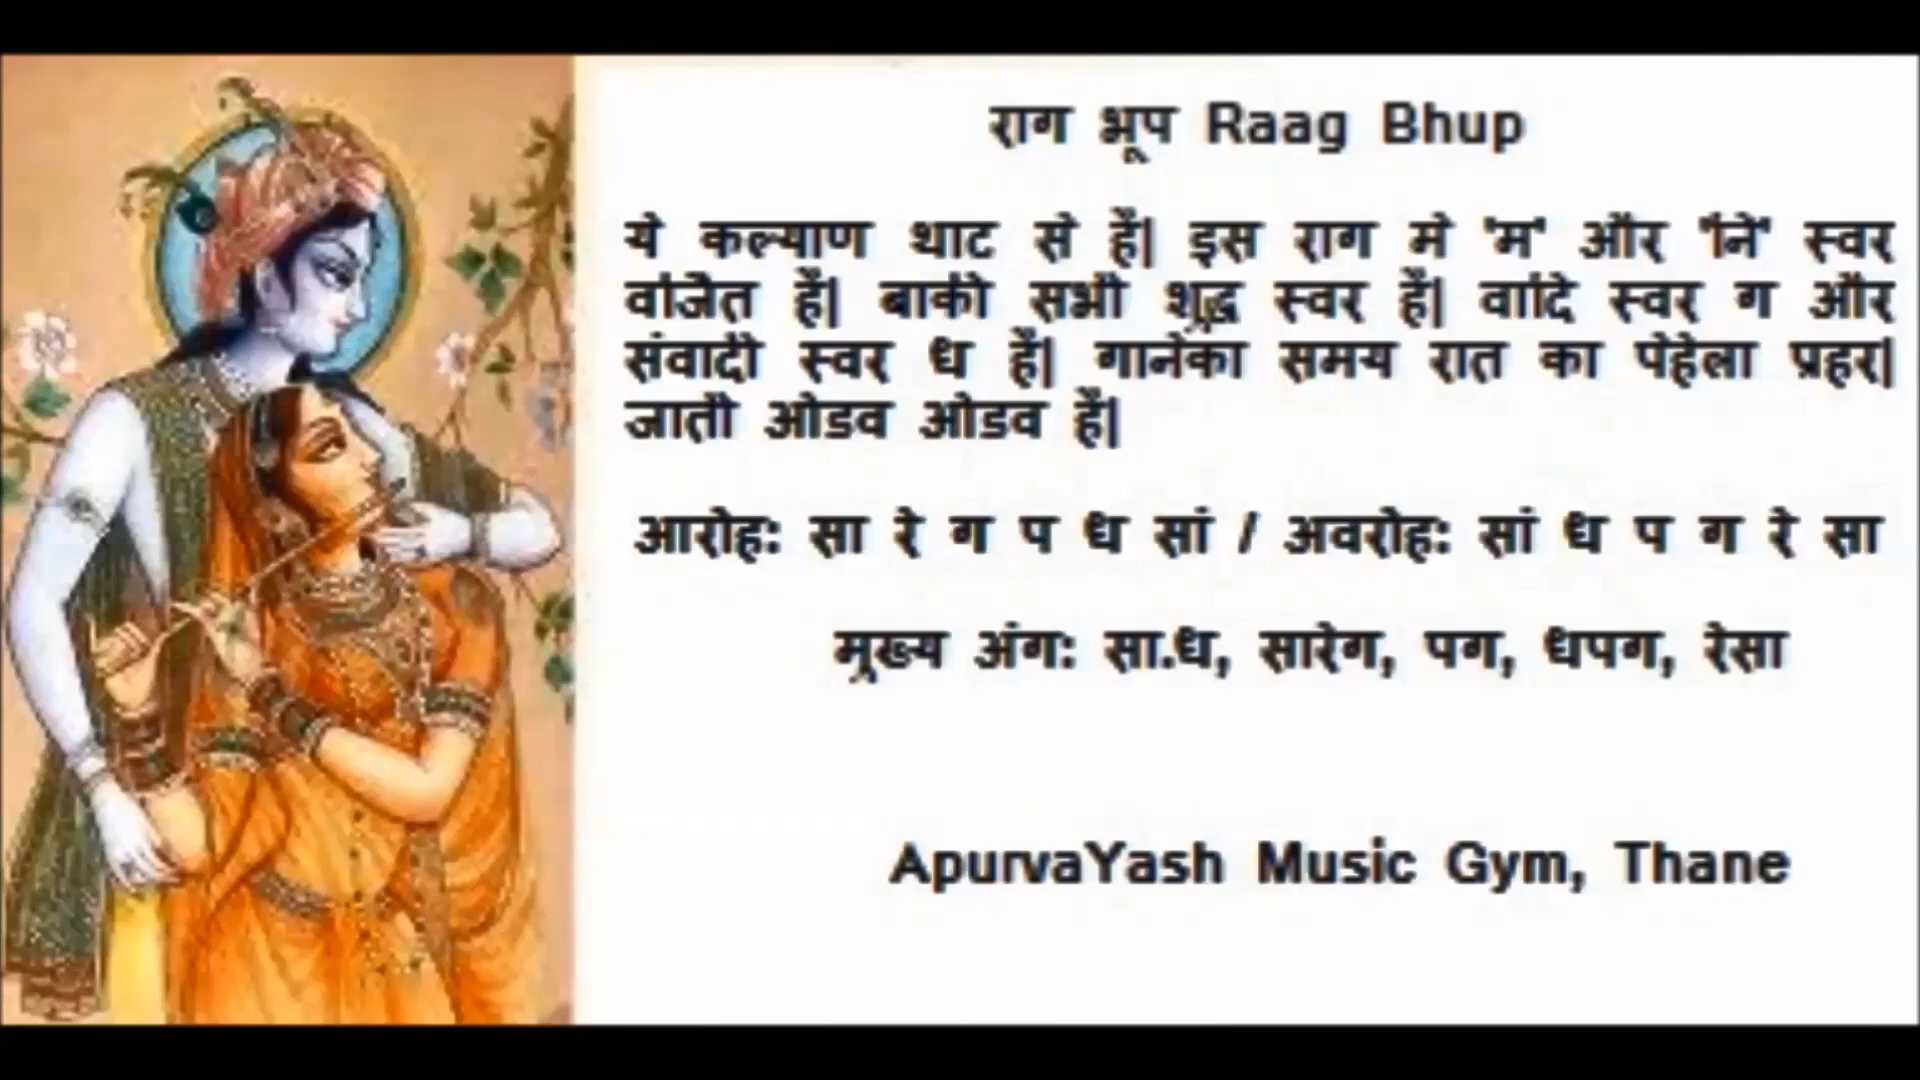 राग भूप Raag Bhup
ये कल्याण थाट से हैं| इस राग मे 'म' और 'नि' स्वर
वर्जित हैं| बाकी सभी शुद्ध स्वर हैं| वादि स्वर ग और
संवादी स्वर ध हैं| गानेका समय रात का पेहेला प्रहर|
जाती ओडव ओडव हैं|
आरोह: सा रे ग प ध सां / अवरोह: सां ध प ग रे सा
मुख्य अंग: सा.ध, सारेग, पग, धपग, रेसा
ApurvaYash Music Gym, Thane